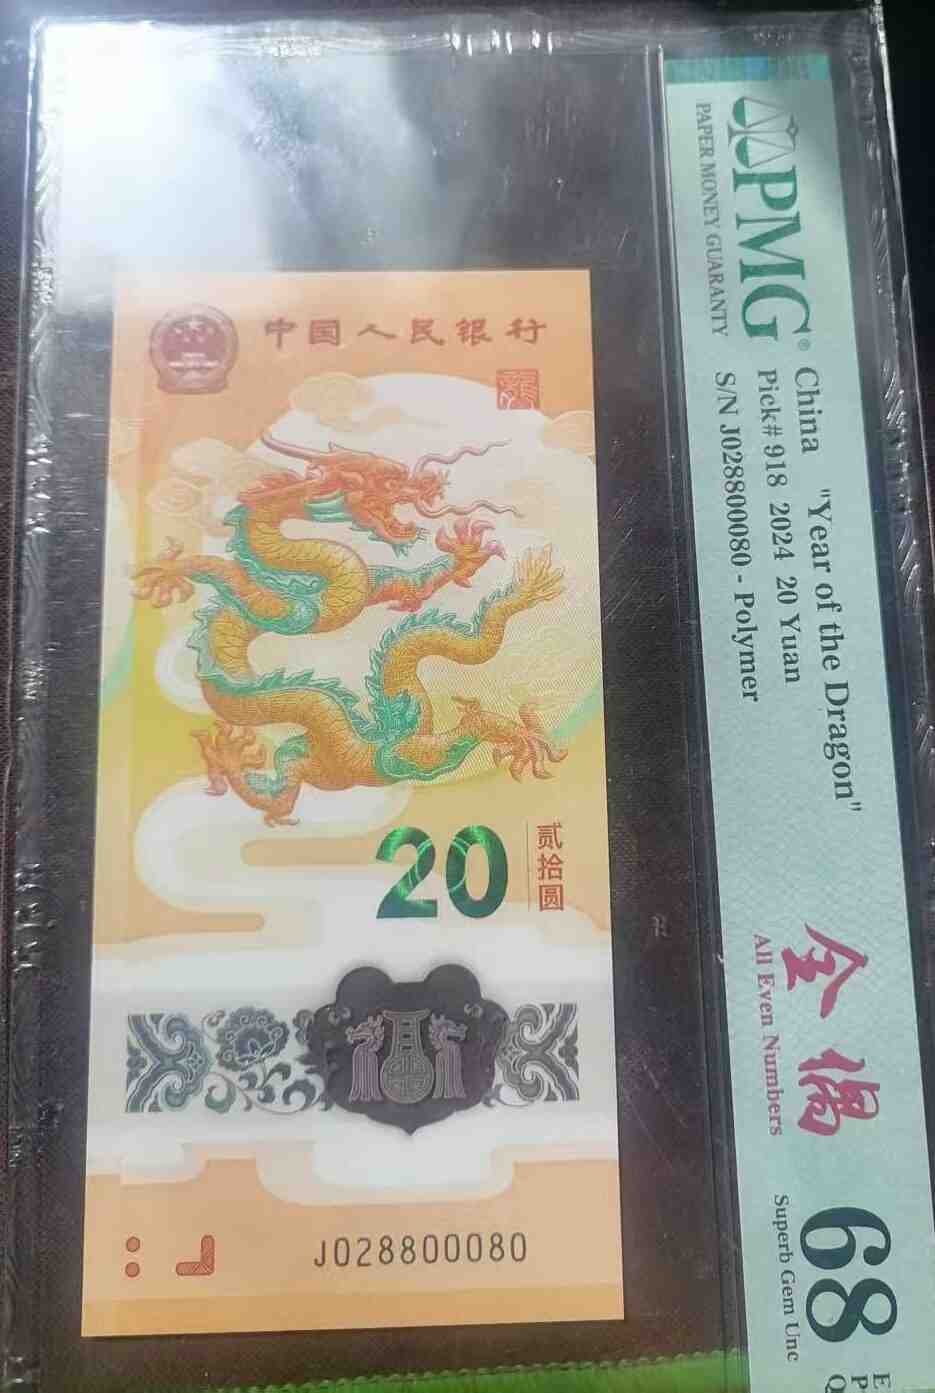 中国人民银行
龍
20
贰拾圆
J028800080
PMG®
PAPER MONEY GUARANTY
China "Year of the Dragon"
Pick# 918 2024 20 Yuan
S/N J028800080 - Polymer
全偶
All Even Numbers
68
Superb Gem Unc
E
P
Q